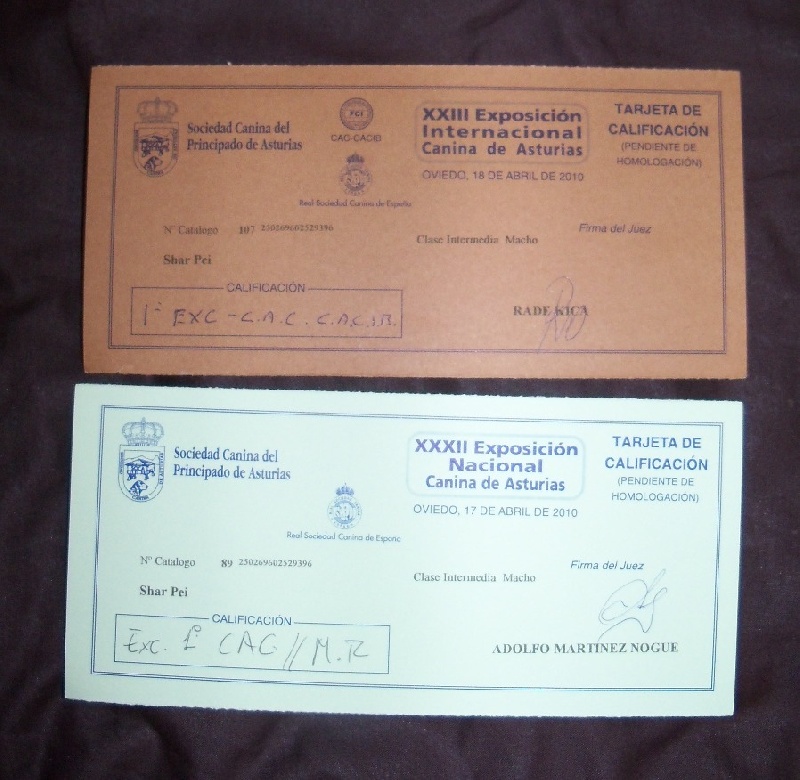 Sociedad Canina del
Principado de Asturias
FCI
CAC-CACIB
Real Sociedad Canina de España
XXIII Exposición
Internacional
Canina de Asturias
OVIEDO, 18 DE ABRIL DE 2010
TARJETA DE
CALIFICACIÓN
(PENDIENTE DE
HOMOLOGACIÓN)
Nº Catalogo 107 250269602529396
Clase Intermedia Macho
Firma del Juez
Shar Pei
CALIFICACIÓN
1º EXC - C.A.C. C.A.C.I.B.
RADE KICA
Sociedad Canina del
Principado de Asturias
Real Sociedad Canina de España
XXXII Exposición
Nacional
Canina de Asturias
OVIEDO, 17 DE ABRIL DE 2010
TARJETA DE
CALIFICACIÓN
(PENDIENTE DE
HOMOLOGACIÓN)
Nº Catalogo 89 250269602529396
Clase Intermedia Macho
Firma del Juez
Shar Pei
CALIFICACIÓN
Exc. 1º CAC // M.R
ADOLFO MARTINEZ NOGUE